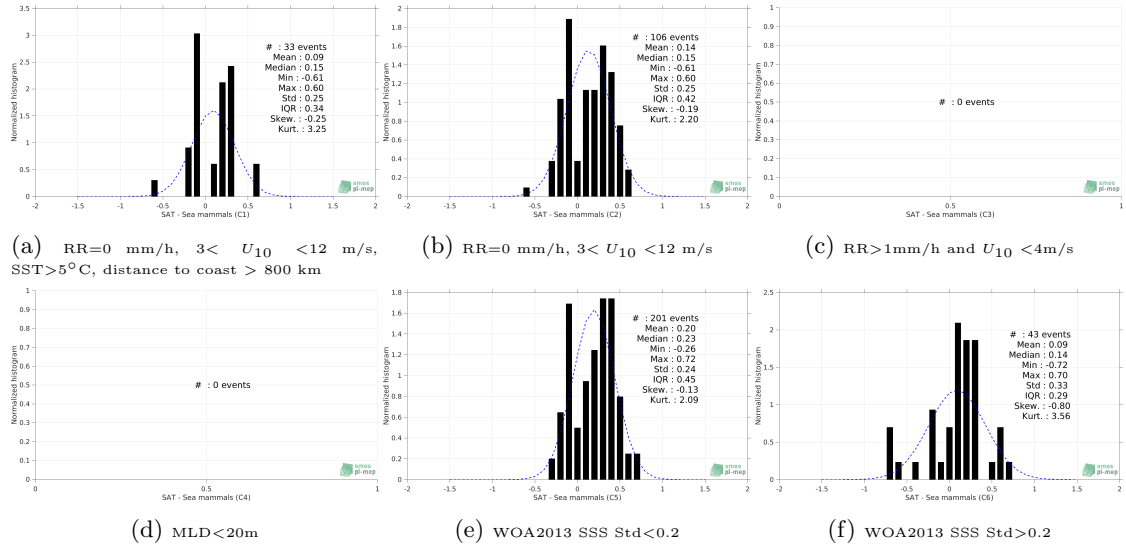 3.5
3
2.5
2
1.5
1
0.5
0
Normalized histogram
# : 33 events
Mean : 0.09
Median : 0.15
Min : -0.61
Max : 0.60
Std : 0.25
IQR : 0.34
Skew. : -0.25
Kurt. : 3.25
smos
pi-mep
-2 -1.5 -1 -0.5 0 0.5 1 1.5 2
SAT - Sea mammals (C1)
(a) RR=0 mm/h, 3< U10 <12 m/s,
SST>5°C, distance to coast > 800 km
2
1.8
1.6
1.4
1.2
1
0.8
0.6
0.4
0.2
0
Normalized histogram
# : 106 events
Mean : 0.14
Median : 0.15
Min : -0.61
Max : 0.60
Std : 0.25
IQR : 0.42
Skew. : -0.19
Kurt. : 2.20
smos
pi-mep
-2 -1.5 -1 -0.5 0 0.5 1 1.5 2
SAT - Sea mammals (C2)
(b) RR=0 mm/h, 3< U10 <12 m/s
1
0.9
0.8
0.7
0.6
0.5
0.4
0.3
0.2
0.1
0
Normalized histogram
# : 0 events
smos
pi-mep
0 0.5 1
SAT - Sea mammals (C3)
(c) RR>1mm/h and U10 <4m/s
1
0.9
0.8
0.7
0.6
0.5
0.4
0.3
0.2
0.1
0
Normalized histogram
# : 0 events
smos
pi-mep
0 0.5 1
SAT - Sea mammals (C4)
(d) MLD<20m
1.8
1.6
1.4
1.2
1
0.8
0.6
0.4
0.2
0
Normalized histogram
# : 201 events
Mean : 0.20
Median : 0.23
Min : -0.26
Max : 0.72
Std : 0.24
IQR : 0.45
Skew. : -0.13
Kurt. : 2.09
smos
pi-mep
-2 -1.5 -1 -0.5 0 0.5 1 1.5 2
SAT - Sea mammals (C5)
(e) WOA2013 SSS Std<0.2
2.5
2
1.5
1
0.5
0
Normalized histogram
# : 43 events
Mean : 0.09
Median : 0.14
Min : -0.72
Max : 0.70
Std : 0.33
IQR : 0.29
Skew. : -0.80
Kurt. : 3.56
smos
pi-mep
-2 -1.5 -1 -0.5 0 0.5 1 1.5 2
SAT - Sea mammals (C6)
(f) WOA2013 SSS Std>0.2